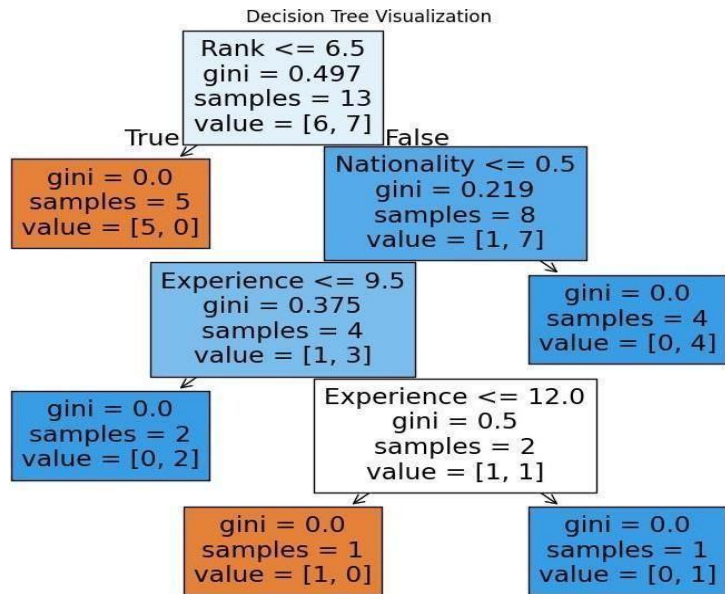 Decision Tree Visualization
Rank <= 6.5
gini = 0.497
samples = 13
value = [6, 7]
True
False
gini = 0.0
samples = 5
value = [5, 0]
Nationality <= 0.5
gini = 0.219
samples = 8
value = [1, 7]
Experience <= 9.5
gini = 0.375
samples = 4
value = [1, 3]
gini = 0.0
samples = 4
value = [0, 4]
gini = 0.0
samples = 2
value = [0, 2]
Experience <= 12.0
gini = 0.5
samples = 2
value = [1, 1]
gini = 0.0
samples = 1
value = [1, 0]
gini = 0.0
samples = 1
value = [0, 1]